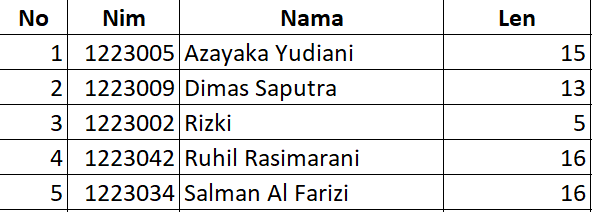 No Nim Nama Len
1 1223005 Azayaka Yudiani 15
2 1223009 Dimas Saputra 13
3 1223002 Rizki 5
4 1223042 Ruhil Rasimarani 16
5 1223034 Salman Al Farizi 16